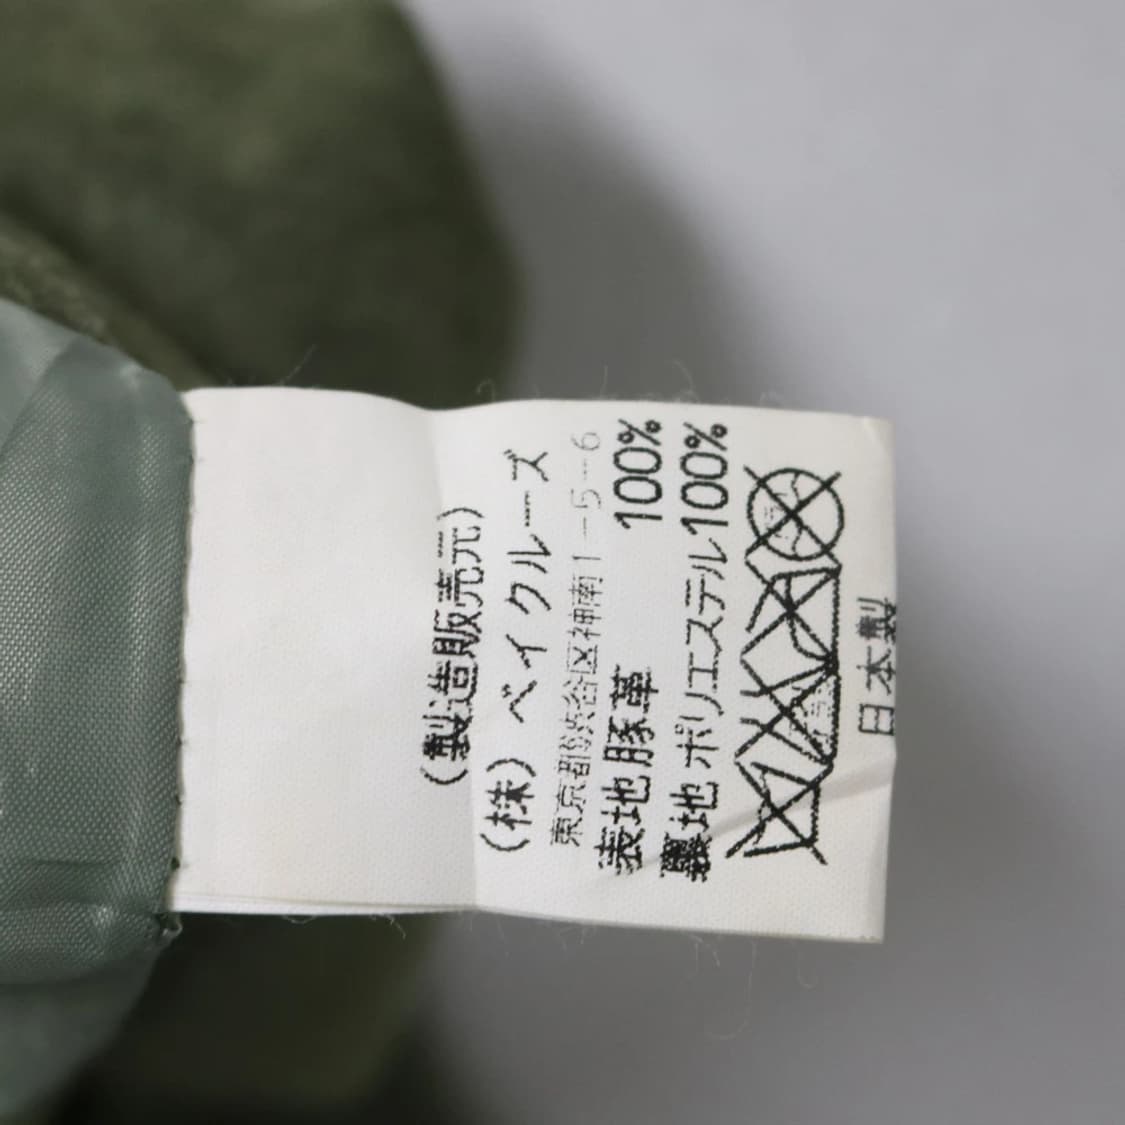 (製造販売元)
(株)ベイクルーズ
東京都渋谷区神南1-5-6
表地 豚革 100%
裏地 ポリエステル100%
日本製